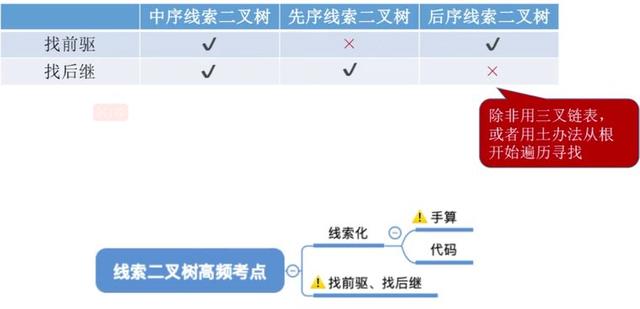 中序线索二叉树 先序线索二叉树 后序线索二叉树
找前驱 ✓ × ✓
找后继 ✓ ✓ ×
除非用三叉链表，
或者用土办法从根
开始遍历寻找
手算
线索化
代码
线索二叉树高频考点
找前驱、找后继